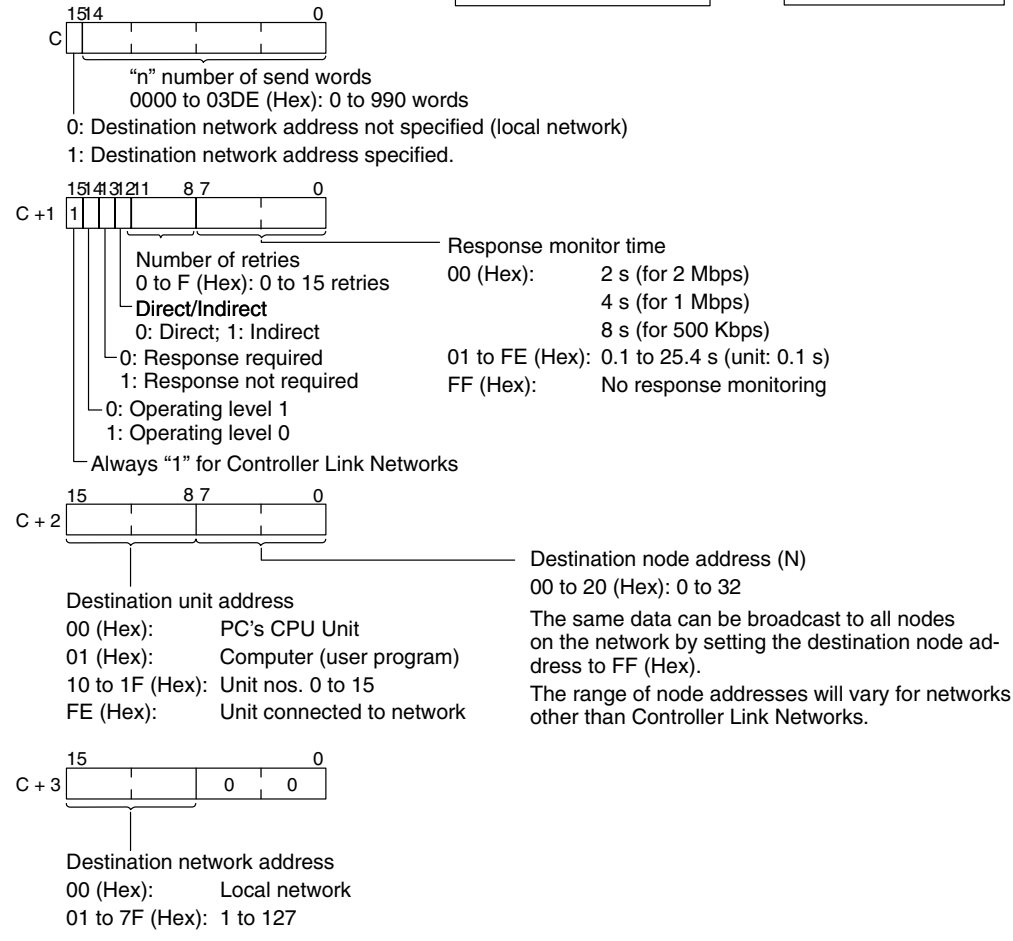 15 14 0
C
“n” number of send words
0000 to 03DE (Hex): 0 to 990 words
0: Destination network address not specified (local network)
1: Destination network address specified.
15 14 13 12 11 8 7 0
C +1 1
Number of retries
0 to F (Hex): 0 to 15 retries
Direct/Indirect
0: Direct; 1: Indirect
0: Response required
1: Response not required
0: Operating level 1
1: Operating level 0
Always “1” for Controller Link Networks
Response monitor time
00 (Hex): 2 s (for 2 Mbps)
4 s (for 1 Mbps)
8 s (for 500 Kbps)
01 to FE (Hex): 0.1 to 25.4 s (unit: 0.1 s)
FF (Hex): No response monitoring
15 8 7 0
C + 2
Destination unit address
00 (Hex): PC's CPU Unit
01 (Hex): Computer (user program)
10 to 1F (Hex): Unit nos. 0 to 15
FE (Hex): Unit connected to network
Destination node address (N)
00 to 20 (Hex): 0 to 32
The same data can be broadcast to all nodes
on the network by setting the destination node ad-
dress to FF (Hex).
The range of node addresses will vary for networks
other than Controller Link Networks.
15 0
C + 3 0 0
Destination network address
00 (Hex): Local network
01 to 7F (Hex): 1 to 127